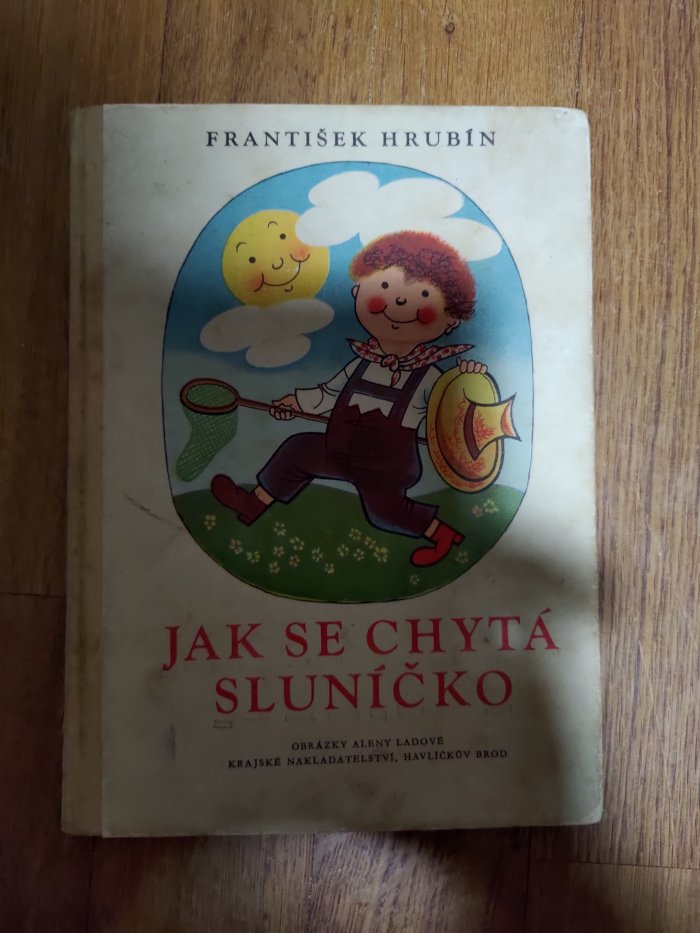 FRANTIŠEK HRUBÍN
JAK SE CHYTÁ
SLUNÍČKO
OBRÁZKY ALENY LADOVÉ
KRAJSKÉ NAKLADATELSTVÍ, HAVLÍČKŮV BROD